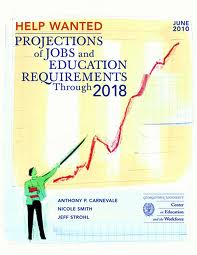 HELP WANTED
JUNE
2010
PROJECTIONS
of JOBS and
EDUCATION
REQUIREMENTS
Through 2018
ANTHONY P. CARNEVALE
NICOLE SMITH
JEFF STROHL
GEORGETOWN UNIVERSITY
Center
on Education
and the Workforce